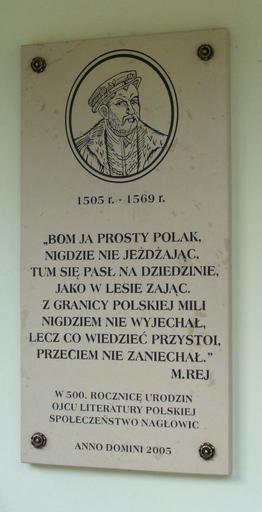 1505 r. - 1569 r.
„BOM JA PROSTY POLAK,
NIGDZIE NIE JEŻDŻAJĄC,
TUM SIĘ PASŁ NA DZIEDZINIE,
JAKO W LESIE ZAJĄC.
Z GRANICY POLSKIEJ MILI
NIGDZIEM NIE WYJECHAŁ,
LECZ CO WIEDZIEĆ PRZYSTOI,
PRZECIEM NIE ZANIECHAŁ.”
M.REJ
W 500. ROCZNICĘ URODZIN
OJCU LITERATURY POLSKIEJ
SPOŁECZEŃSTWO NAGŁOWIC
ANNO DOMINI 2005